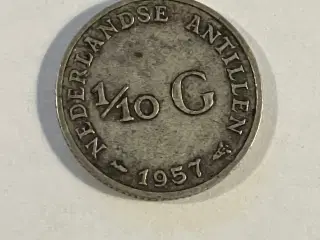 NEDERLANDSE ANTILLEN
1/10 G
1957